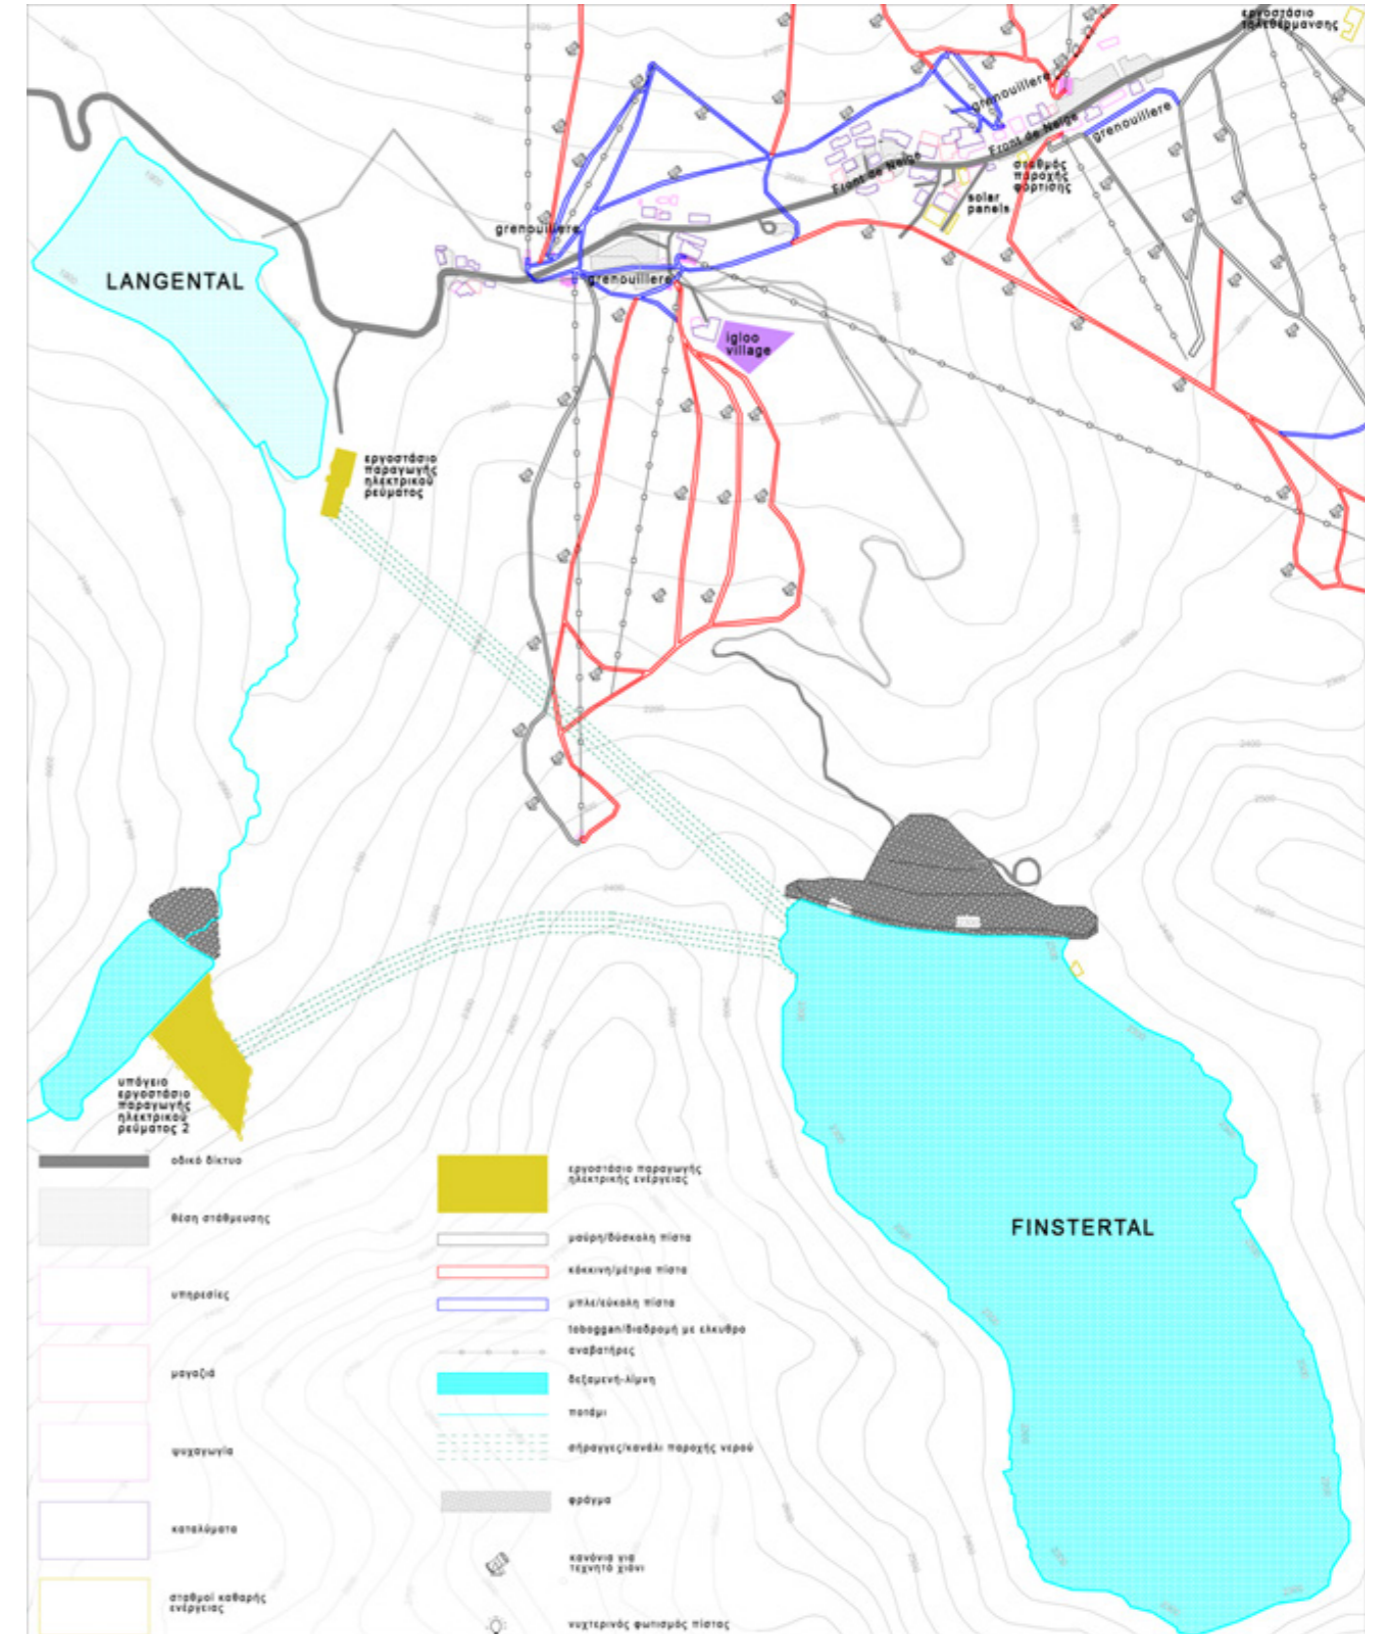 εργοστάσιο
τηλεθέρμανσης
grenouillere
Front de Neige
grenouillere
Front de Neige
σταθμός
παροχής
φόρτισης
solar
panels
grenouillere
grenouillere
LANGENTAL
igloo
village
εργοστάσιο
παραγωγής
ηλεκτρικού
ρεύματος
υπόγειο
εργοστάσιο
παραγωγής
ηλεκτρικού
ρεύματος 2
FINSTERTAL
οδικό δίκτυο
θέση στάθμευσης
υπηρεσίες
μαγαζιά
ψυχαγωγία
καταλύματα
σταθμοί καθαρής
ενέργειας
εργοστάσιο παραγωγής
ηλεκτρικής ενέργειας
μαύρη/δύσκολη πίστα
κόκκινη/μέτρια πίστα
μπλε/εύκολη πίστα
toboggan/διαδρομή με ελκυθρο
αναβατήρες
δεξαμενή-λίμνη
ποτάμι
σήραγγες/κανάλι παροχής νερού
φράγμα
κανόνια για
τεχνητό χιόνι
νυχτερινός φωτισμός πίστας